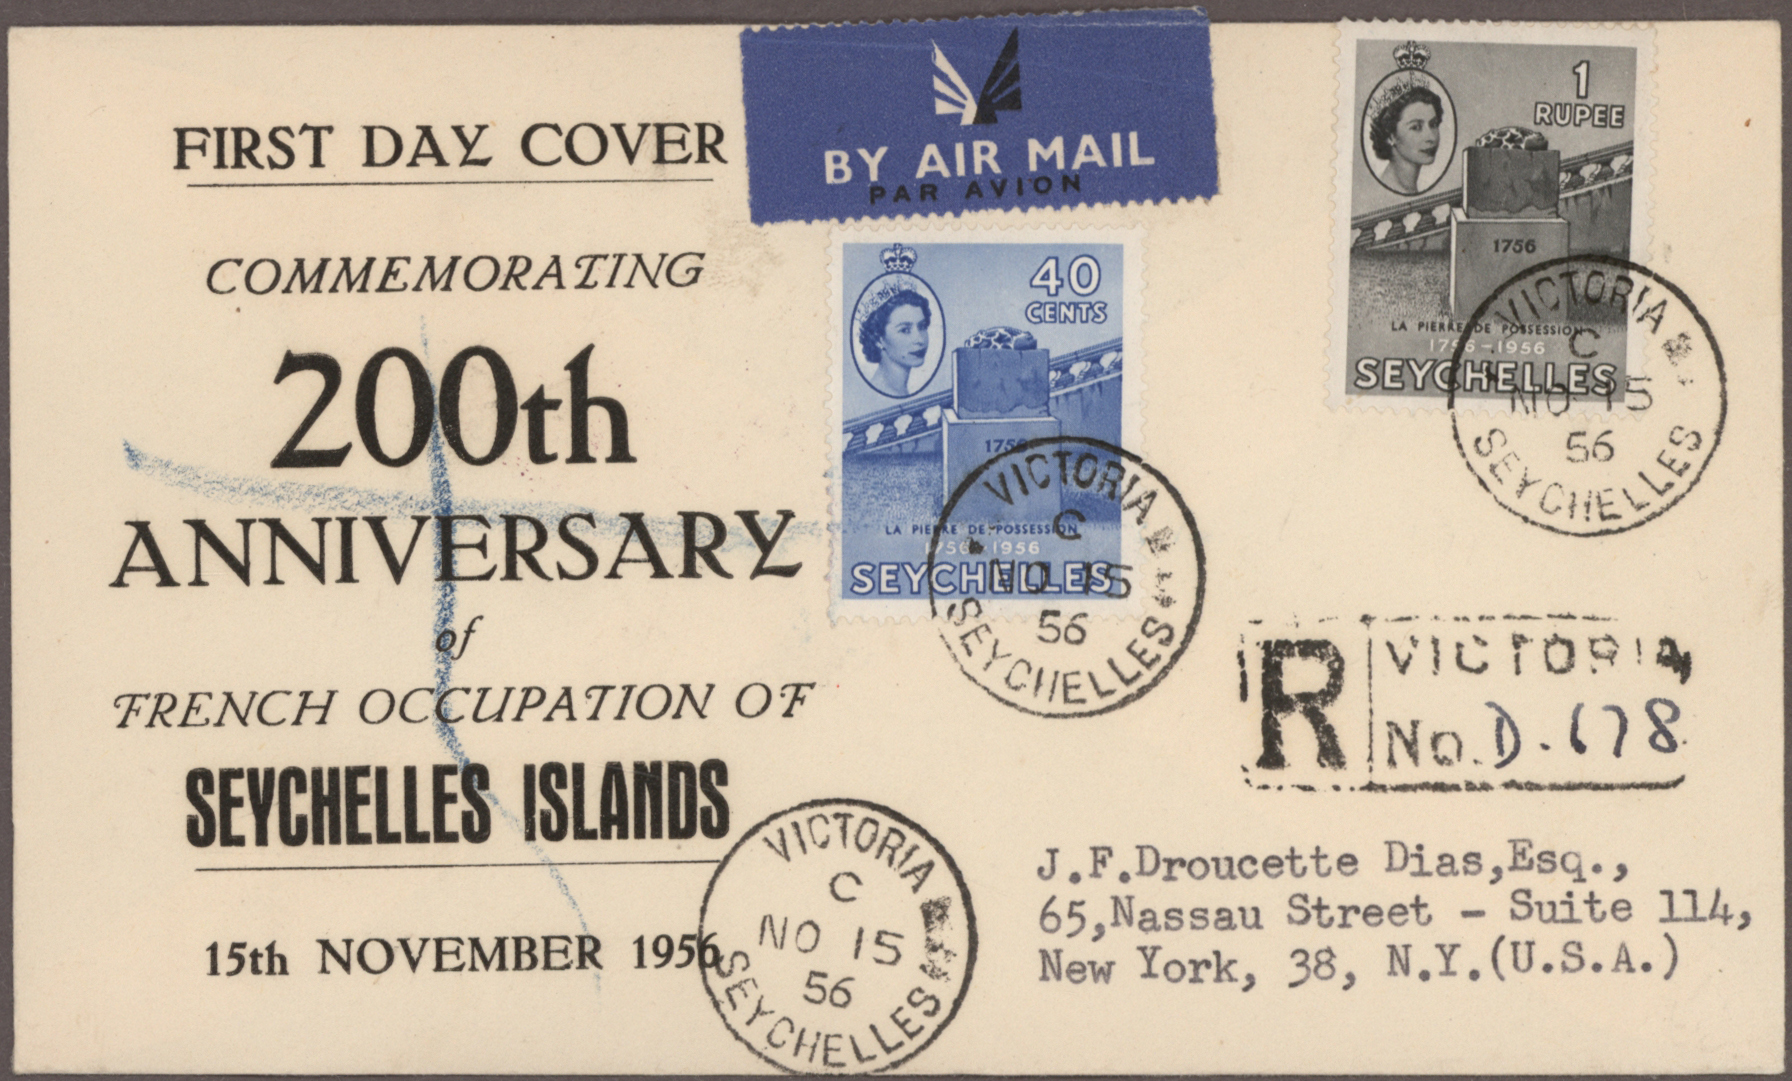 FIRST DAY COVER
COMMEMORATING
200th
ANNIVERSARY
of
FRENCH OCCUPATION OF
SEYCHELLES ISLANDS
15th NOVEMBER 1956
BY AIR MAIL
PAR AVION
40
CENTS
1756
LA PIERRE DE POSSESSION
1756-1956
SEYCHELLES
1
RUPEE
1756
LA PIERRE DE POSSESSION
1756-1956
SEYCHELLES
VICTORIA
C
NO 15
56
SEYCHELLES
VICTORIA
C
NO 15
56
SEYCHELLES
R VICTORIA
No. D.678
VICTORIA
C
NO 15
56
SEYCHELLES
J.F.Droucette Dias,Esq.,
65,Nassau Street - Suite 114,
New York, 38, N.Y.(U.S.A.)